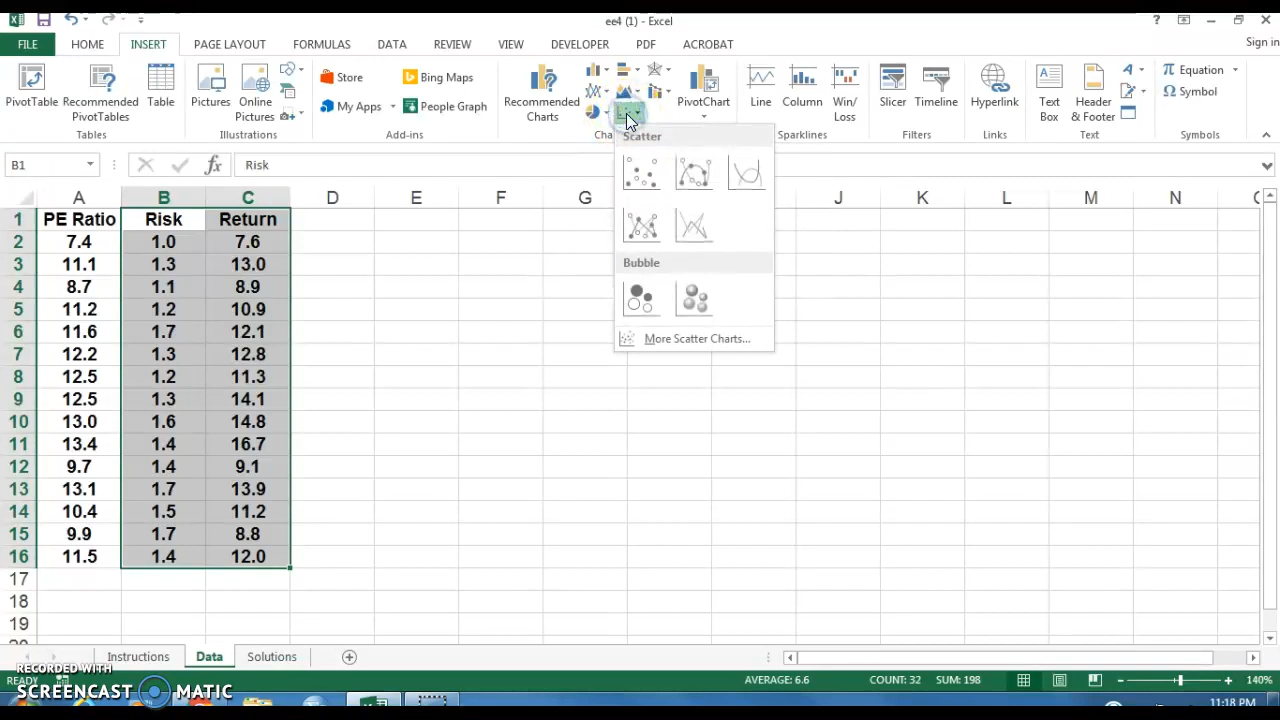 ee4 (1) - Excel
?
Sign in
FILE HOME INSERT PAGE LAYOUT FORMULAS DATA REVIEW VIEW DEVELOPER PDF ACROBAT
PivotTable Recommended PivotTables Table
Tables
Pictures Online Pictures
Illustrations
Store
My Apps
Bing Maps
People Graph
Add-ins
Recommended Charts
PivotChart
Line Column Win/Loss
Sparklines
Slicer Timeline
Filters
Hyperlink
Links
Text Box Header & Footer
Text
Equation
Symbol
Symbols
B1 fx Risk
A B C D E F G J K L M N
1 PE Ratio Risk Return
2 7.4 1.0 7.6
3 11.1 1.3 13.0
4 8.7 1.1 8.9
5 11.2 1.2 10.9
6 11.6 1.7 12.1
7 12.2 1.3 12.8
8 12.5 1.2 11.3
9 12.5 1.3 14.1
10 13.0 1.6 14.8
11 13.4 1.4 16.7
12 9.7 1.4 9.1
13 13.1 1.7 13.9
14 10.4 1.5 11.2
15 9.9 1.7 8.8
16 11.5 1.4 12.0
17
18
19
Scatter
Bubble
More Scatter Charts...
Instructions Data Solutions
READY AVERAGE: 6.6 COUNT: 32 SUM: 198 140%
RECORDED WITH
SCREENCAST MATIC
11:18 PM